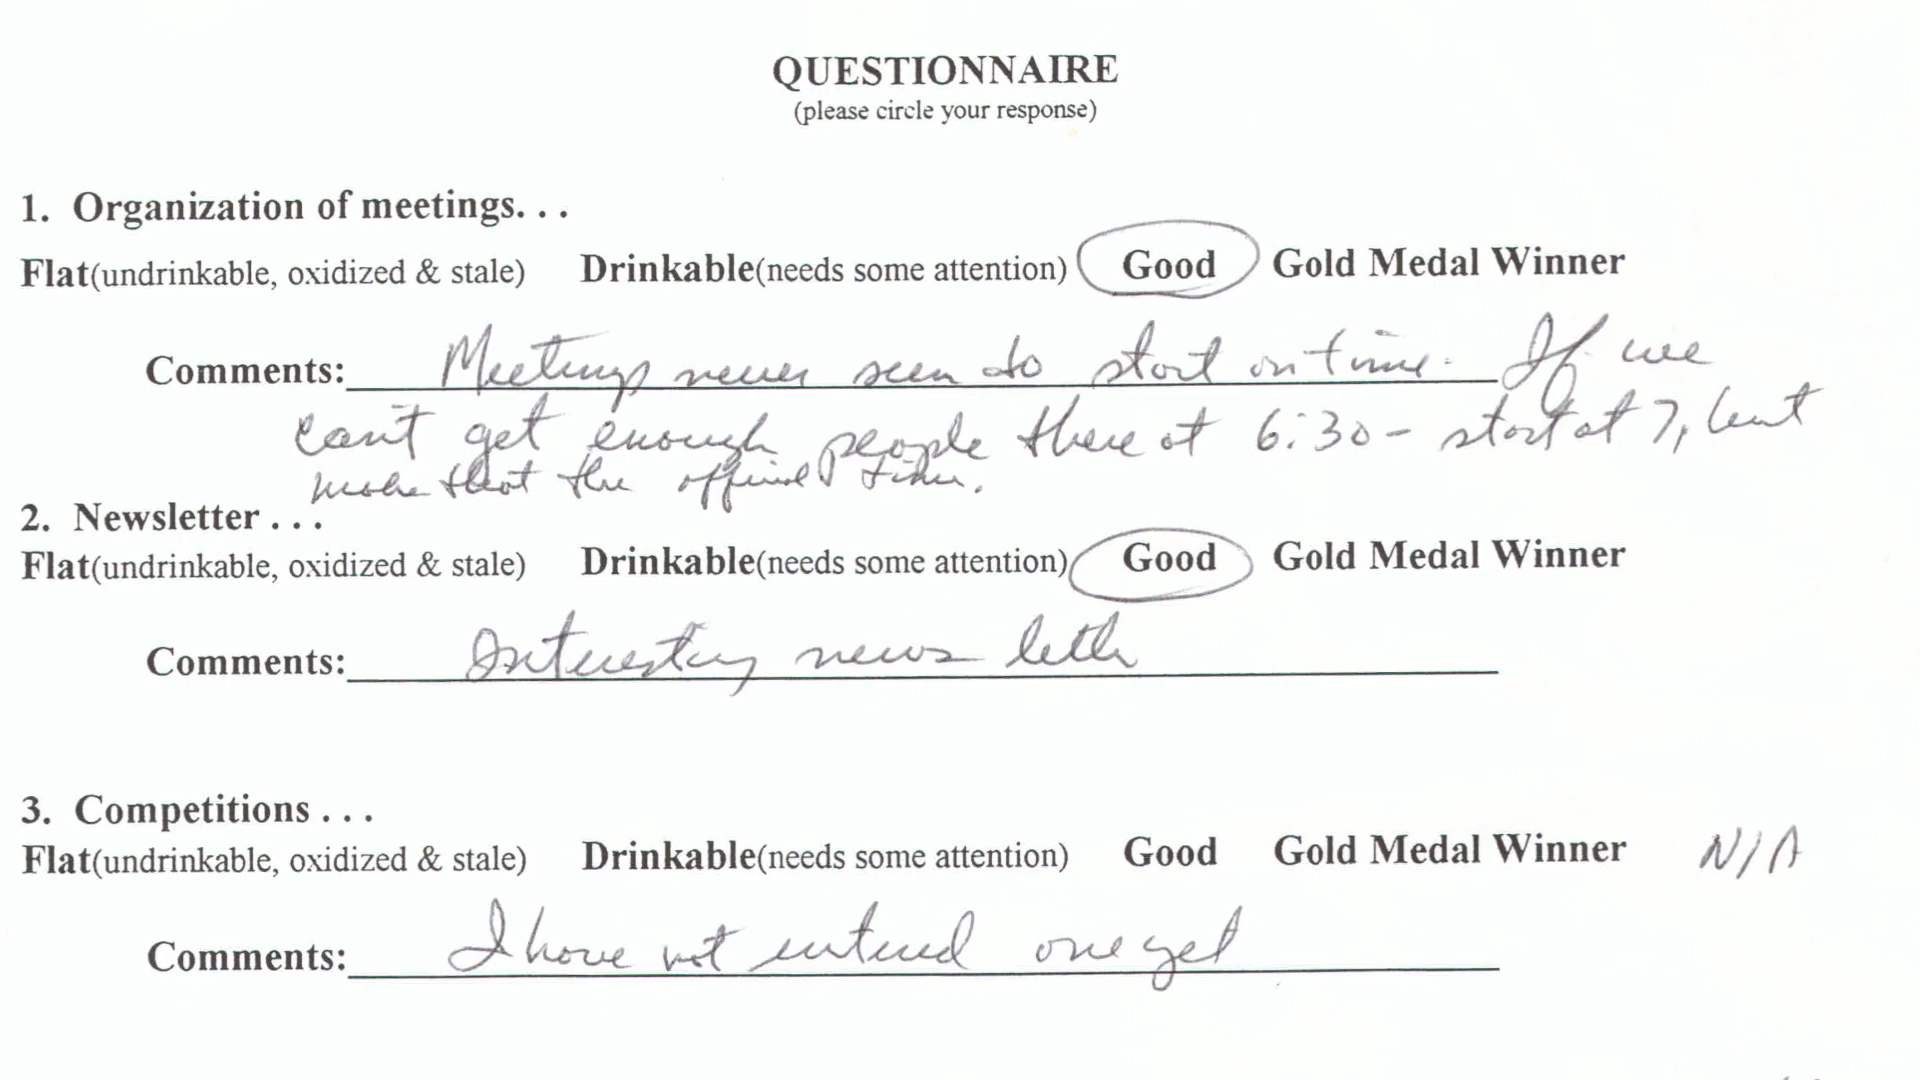 QUESTIONNAIRE
(please circle your response)
1. Organization of meetings. . .
Flat(undrinkable, oxidized & stale) Drinkable(needs some attention) Good Gold Medal Winner
Comments: Meetings never seem to start on time. If we
can't get enough people there at 6:30 - start at 7, but
make that the official time.
2. Newsletter . . .
Flat(undrinkable, oxidized & stale) Drinkable(needs some attention) Good Gold Medal Winner
Comments: Interesting news letter
3. Competitions . . .
Flat(undrinkable, oxidized & stale) Drinkable(needs some attention) Good Gold Medal Winner N/A
Comments: I have not entered one yet